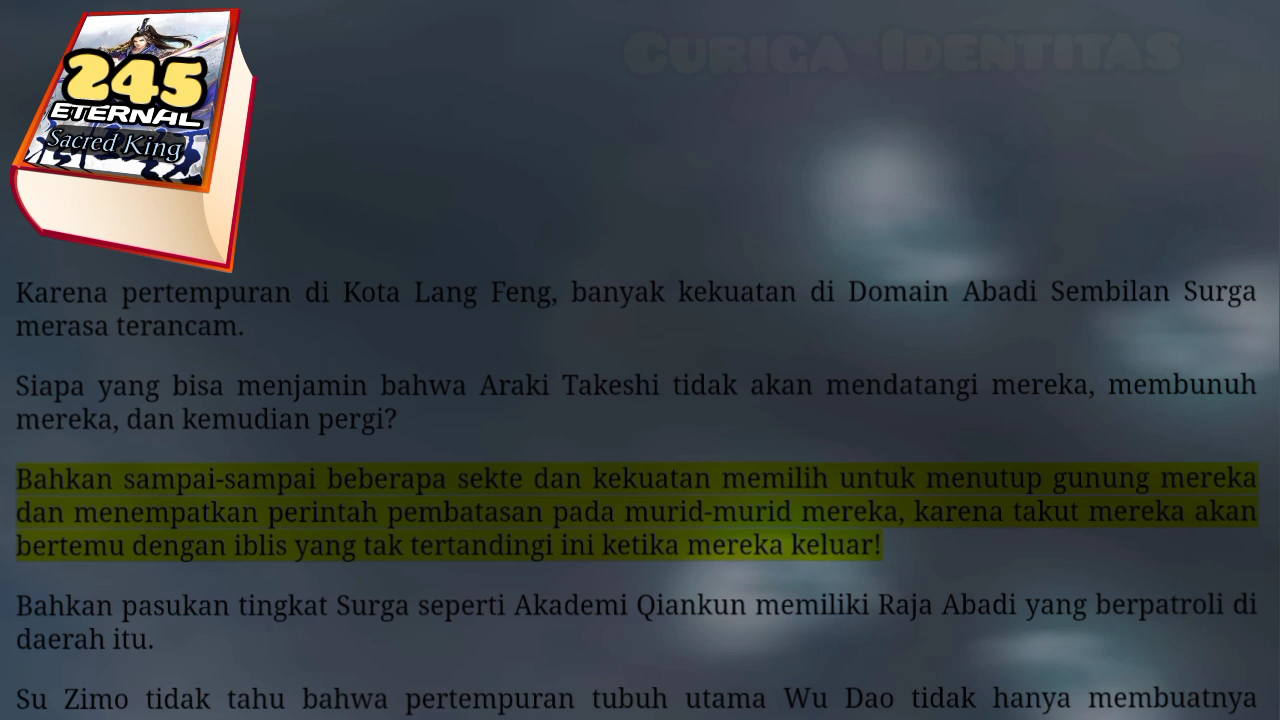 CURIGA IDENTITAS
245
ETERNAL
Sacred King
Karena pertempuran di Kota Lang Feng, banyak kekuatan di Domain Abadi Sembilan Surga
merasa terancam.
Siapa yang bisa menjamin bahwa Araki Takeshi tidak akan mendatangi mereka, membunuh
mereka, dan kemudian pergi?
Bahkan sampai-sampai beberapa sekte dan kekuatan memilih untuk menutup gunung mereka
dan menempatkan perintah pembatasan pada murid-murid mereka, karena takut mereka akan
bertemu dengan iblis yang tak tertandingi ini ketika mereka keluar!
Bahkan pasukan tingkat Surga seperti Akademi Qiankun memiliki Raja Abadi yang berpatroli di
daerah itu.
Su Zimo tidak tahu bahwa pertempuran tubuh utama Wu Dao tidak hanya membuatnya